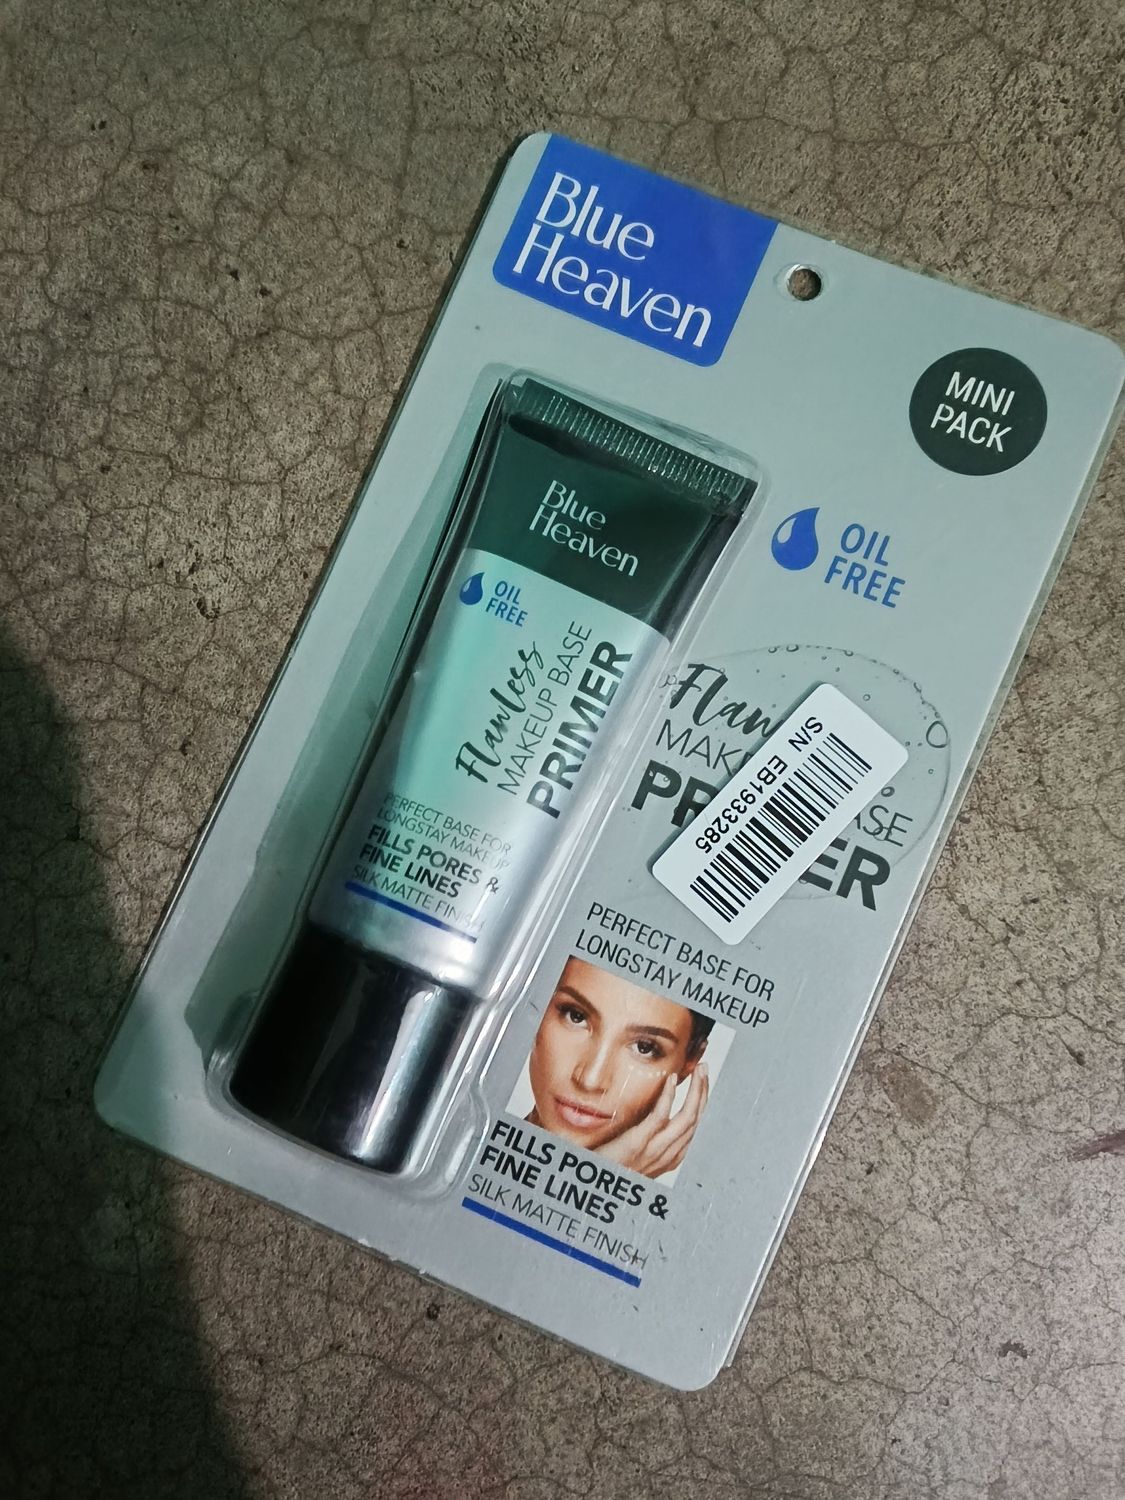 Blue
Heaven
MINI
PACK
OIL
FREE
Blue
Heaven
OIL
FREE
Flawless
MAKEUP BASE
PRIMER
PERFECT BASE FOR
LONGSTAY MAKEUP
FILLS PORES &
FINE LINES
SILK MATTE FINISH
S/N EB1933285
PERFECT BASE FOR
LONGSTAY MAKEUP
FILLS PORES &
FINE LINES
SILK MATTE FINISH